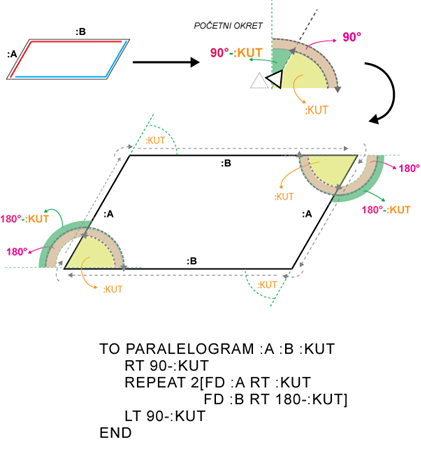 :B
:A
POČETNI OKRET
90°
90°-:KUT
:KUT
:KUT
:B
:KUT
180°
180°-:KUT
:A
:A
180°-:KUT
180°
:B
:KUT
:KUT
TO PARALELOGRAM :A :B :KUT
RT 90-:KUT
REPEAT 2[FD :A RT :KUT
FD :B RT 180-:KUT]
LT 90-:KUT
END